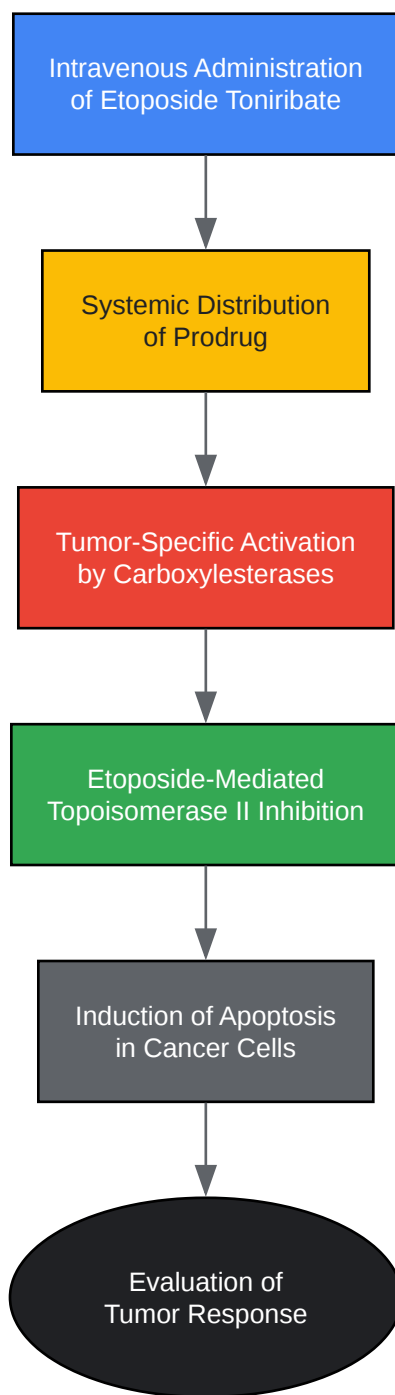 Intravenous Administration
of Etoposide Toniribate
Systemic Distribution
of Prodrug
Tumor-Specific Activation
by Carboxylesterases
Etoposide-Mediated
Topoisomerase II Inhibition
Induction of Apoptosis
in Cancer Cells
Evaluation of
Tumor Response